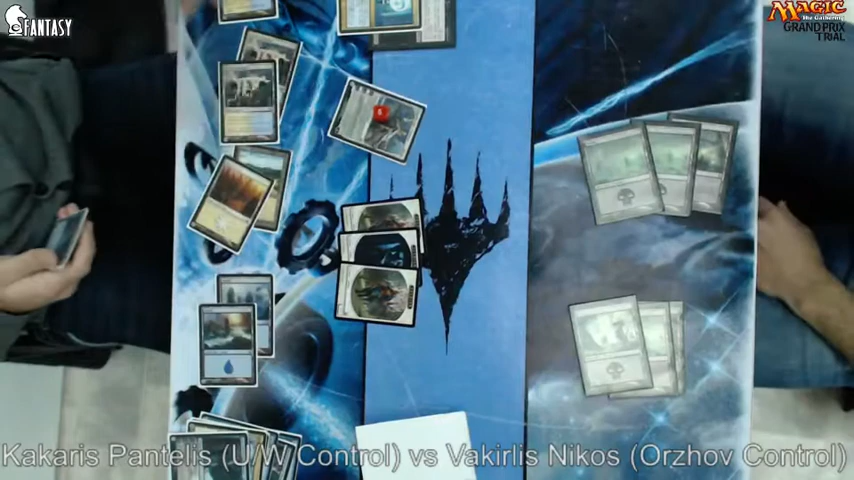 FANTASY
MAGIC
The Gathering
GRAND PRIX
TRIAL
Kakaris Pantelis (U/W Control) vs Vakirlis Nikos (Orzhov Control)